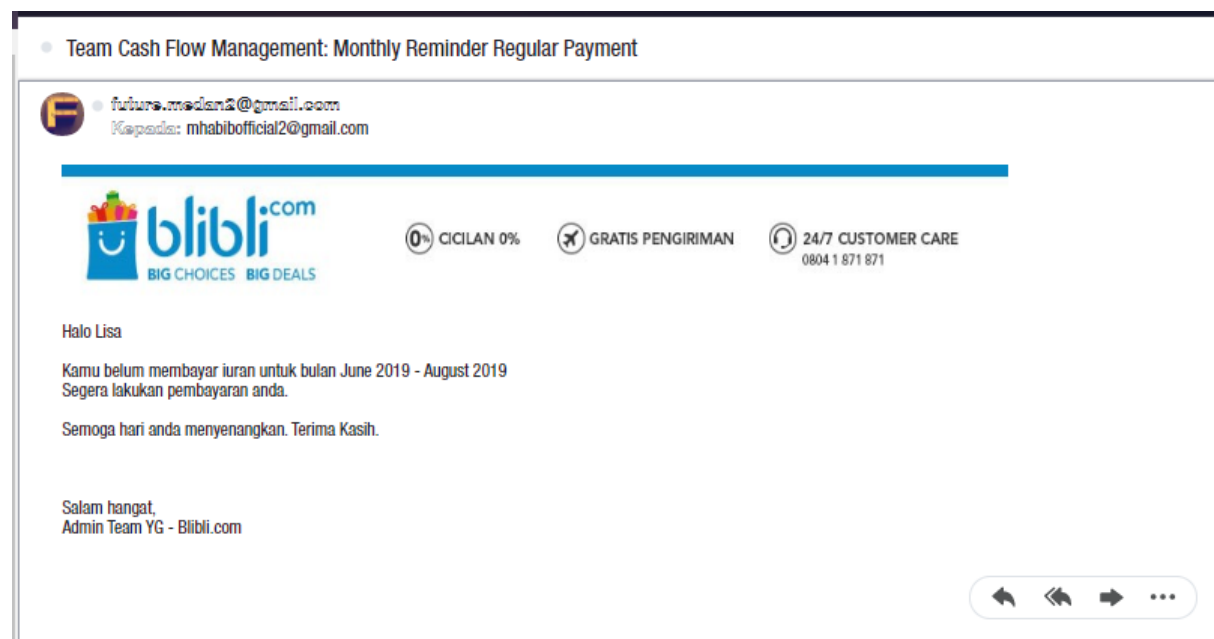 Team Cash Flow Management: Monthly Reminder Regular Payment
F
future.medan2@gmail.com
Kepada: mhabibofficial2@gmail.com
blibli.com
BIG CHOICES BIG DEALS
0% CICILAN 0%
GRATIS PENGIRIMAN
24/7 CUSTOMER CARE
0804 1 871 871
Halo Lisa
Kamu belum membayar iuran untuk bulan June 2019 - August 2019
Segera lakukan pembayaran anda.
Semoga hari anda menyenangkan. Terima Kasih.
Salam hangat,
Admin Team YG - Blibli.com